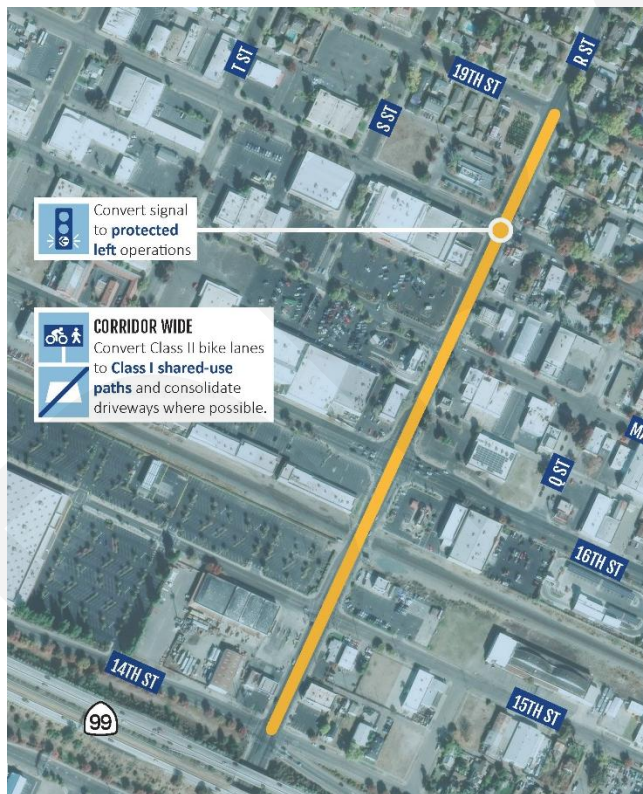 T ST
R ST
19TH ST
S ST
Convert signal
to protected
left operations
CORRIDOR WIDE
Convert Class II bike lanes
to Class I shared-use
paths and consolidate
driveways where possible.
Q ST
16TH ST
14TH ST
99
15TH ST